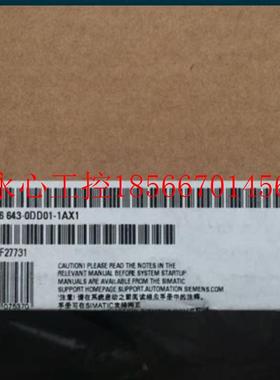 永心工控18566701456
6 643-0DD01-1AX1
F27731
CAUTION! PLEASE READ THE NOTES IN THE
RELEVANT MANUAL BEFORE SYSTEM STARTUP
MANUALS ARE AVAILABLE FROM THE SIMATIC
SUPPORT HOMEPAGE SUPPORT.AUTOMATION.SIEMENS.COM
注意! 请在系统启动之前阅读相关手册中的注释
手册可在SIMATIC支持网页